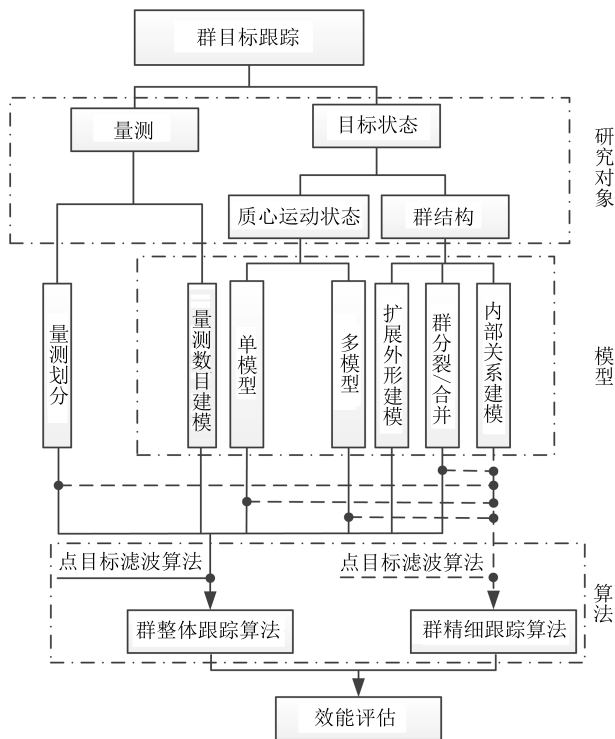 群目标跟踪
量测
目标状态
研究对象
质心运动状态
群结构
量测划分
量测数目建模
单模型
多模型
扩展外形建模
群分裂/合并
内部关系建模
模型
点目标滤波算法
点目标滤波算法
算法
群整体跟踪算法
群精细跟踪算法
效能评估